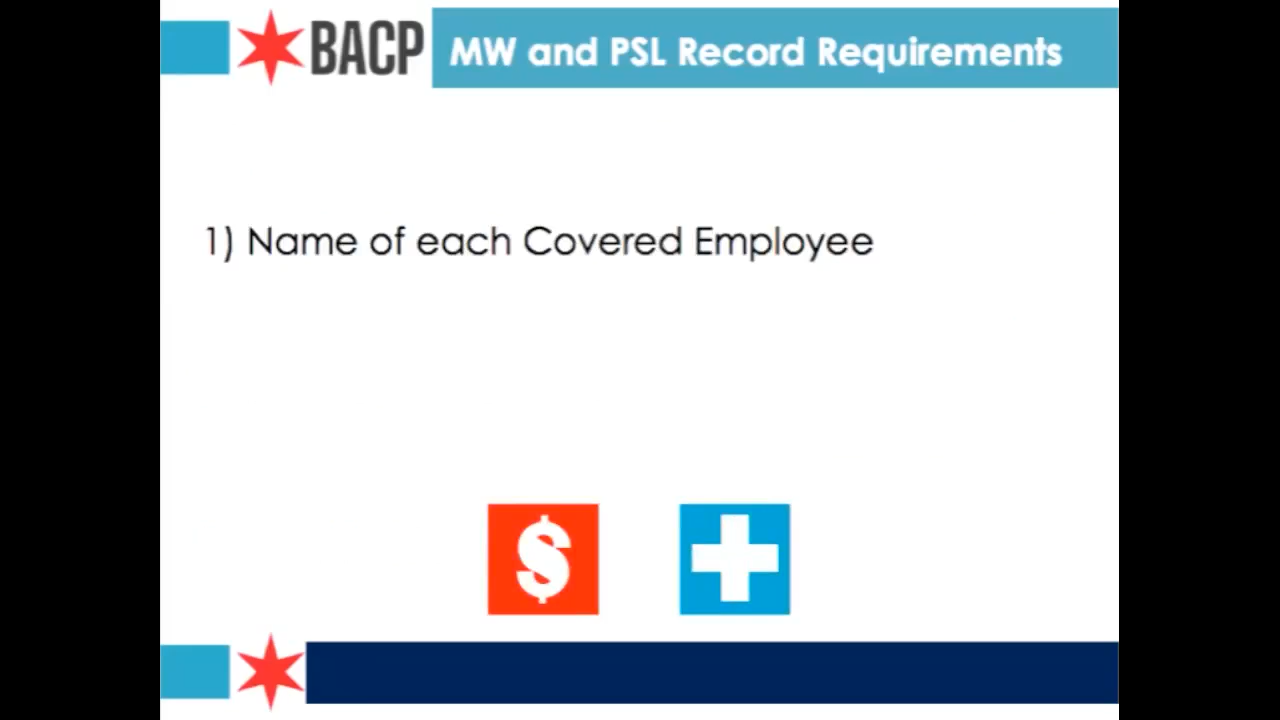 BACP
MW and PSL Record Requirements
1) Name of each Covered Employee
$